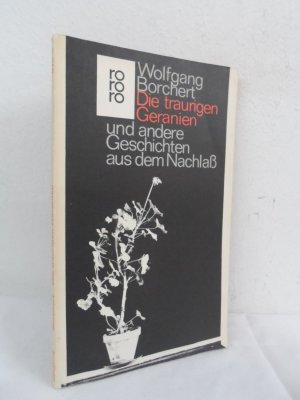 ro
ro
ro
Wolfgang
Borchert
Die traurigen
Geranien
und andere
Geschichten
aus dem Nachlaß